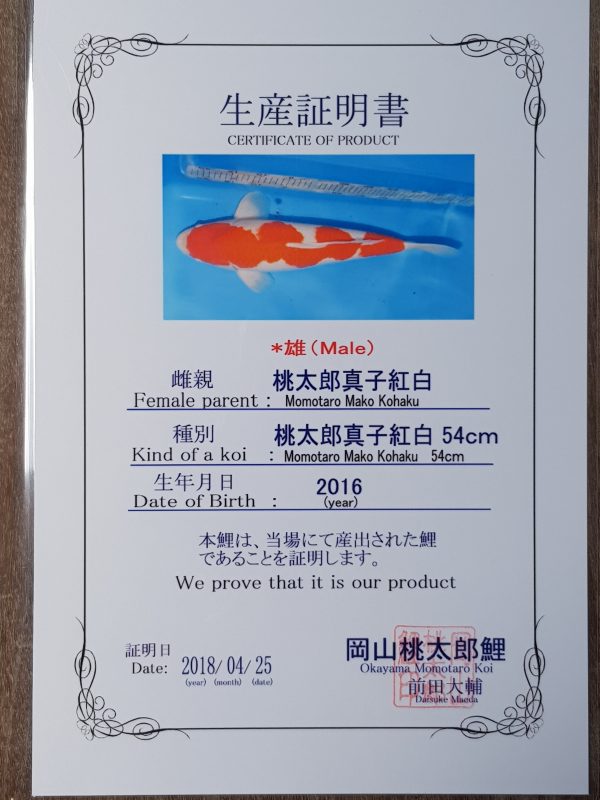 生産証明書
CERTIFICATE OF PRODUCT
*雄(Male)
雌親 桃太郎真子紅白
Female parent : Momotaro Mako Kohaku
種別 桃太郎真子紅白 54cm
Kind of a koi : Momotaro Mako Kohaku 54cm
生年月日 2016
Date of Birth : (year)
本鯉は、当場にて産出された鯉
であることを証明します。
We prove that it is our product
証明日 岡山桃太郎鯉
Date: 2018/04/25 Okayama Momotaro Koi
(year) (month) (date) 前田大輔
Daisuke Maeda